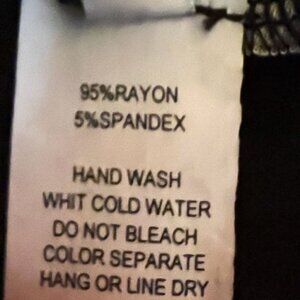 95%RAYON
5%SPANDEX
HAND WASH
WHIT COLD WATER
DO NOT BLEACH
COLOR SEPARATE
HANG OR LINE DRY